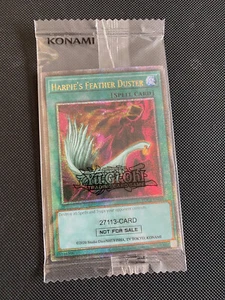 KONAMI
HARPIE'S FEATHER DUSTER
[SPELL CARD]
YU-GI-OH!
TRADING CARD GAME
27113-CARD
NOT FOR SALE